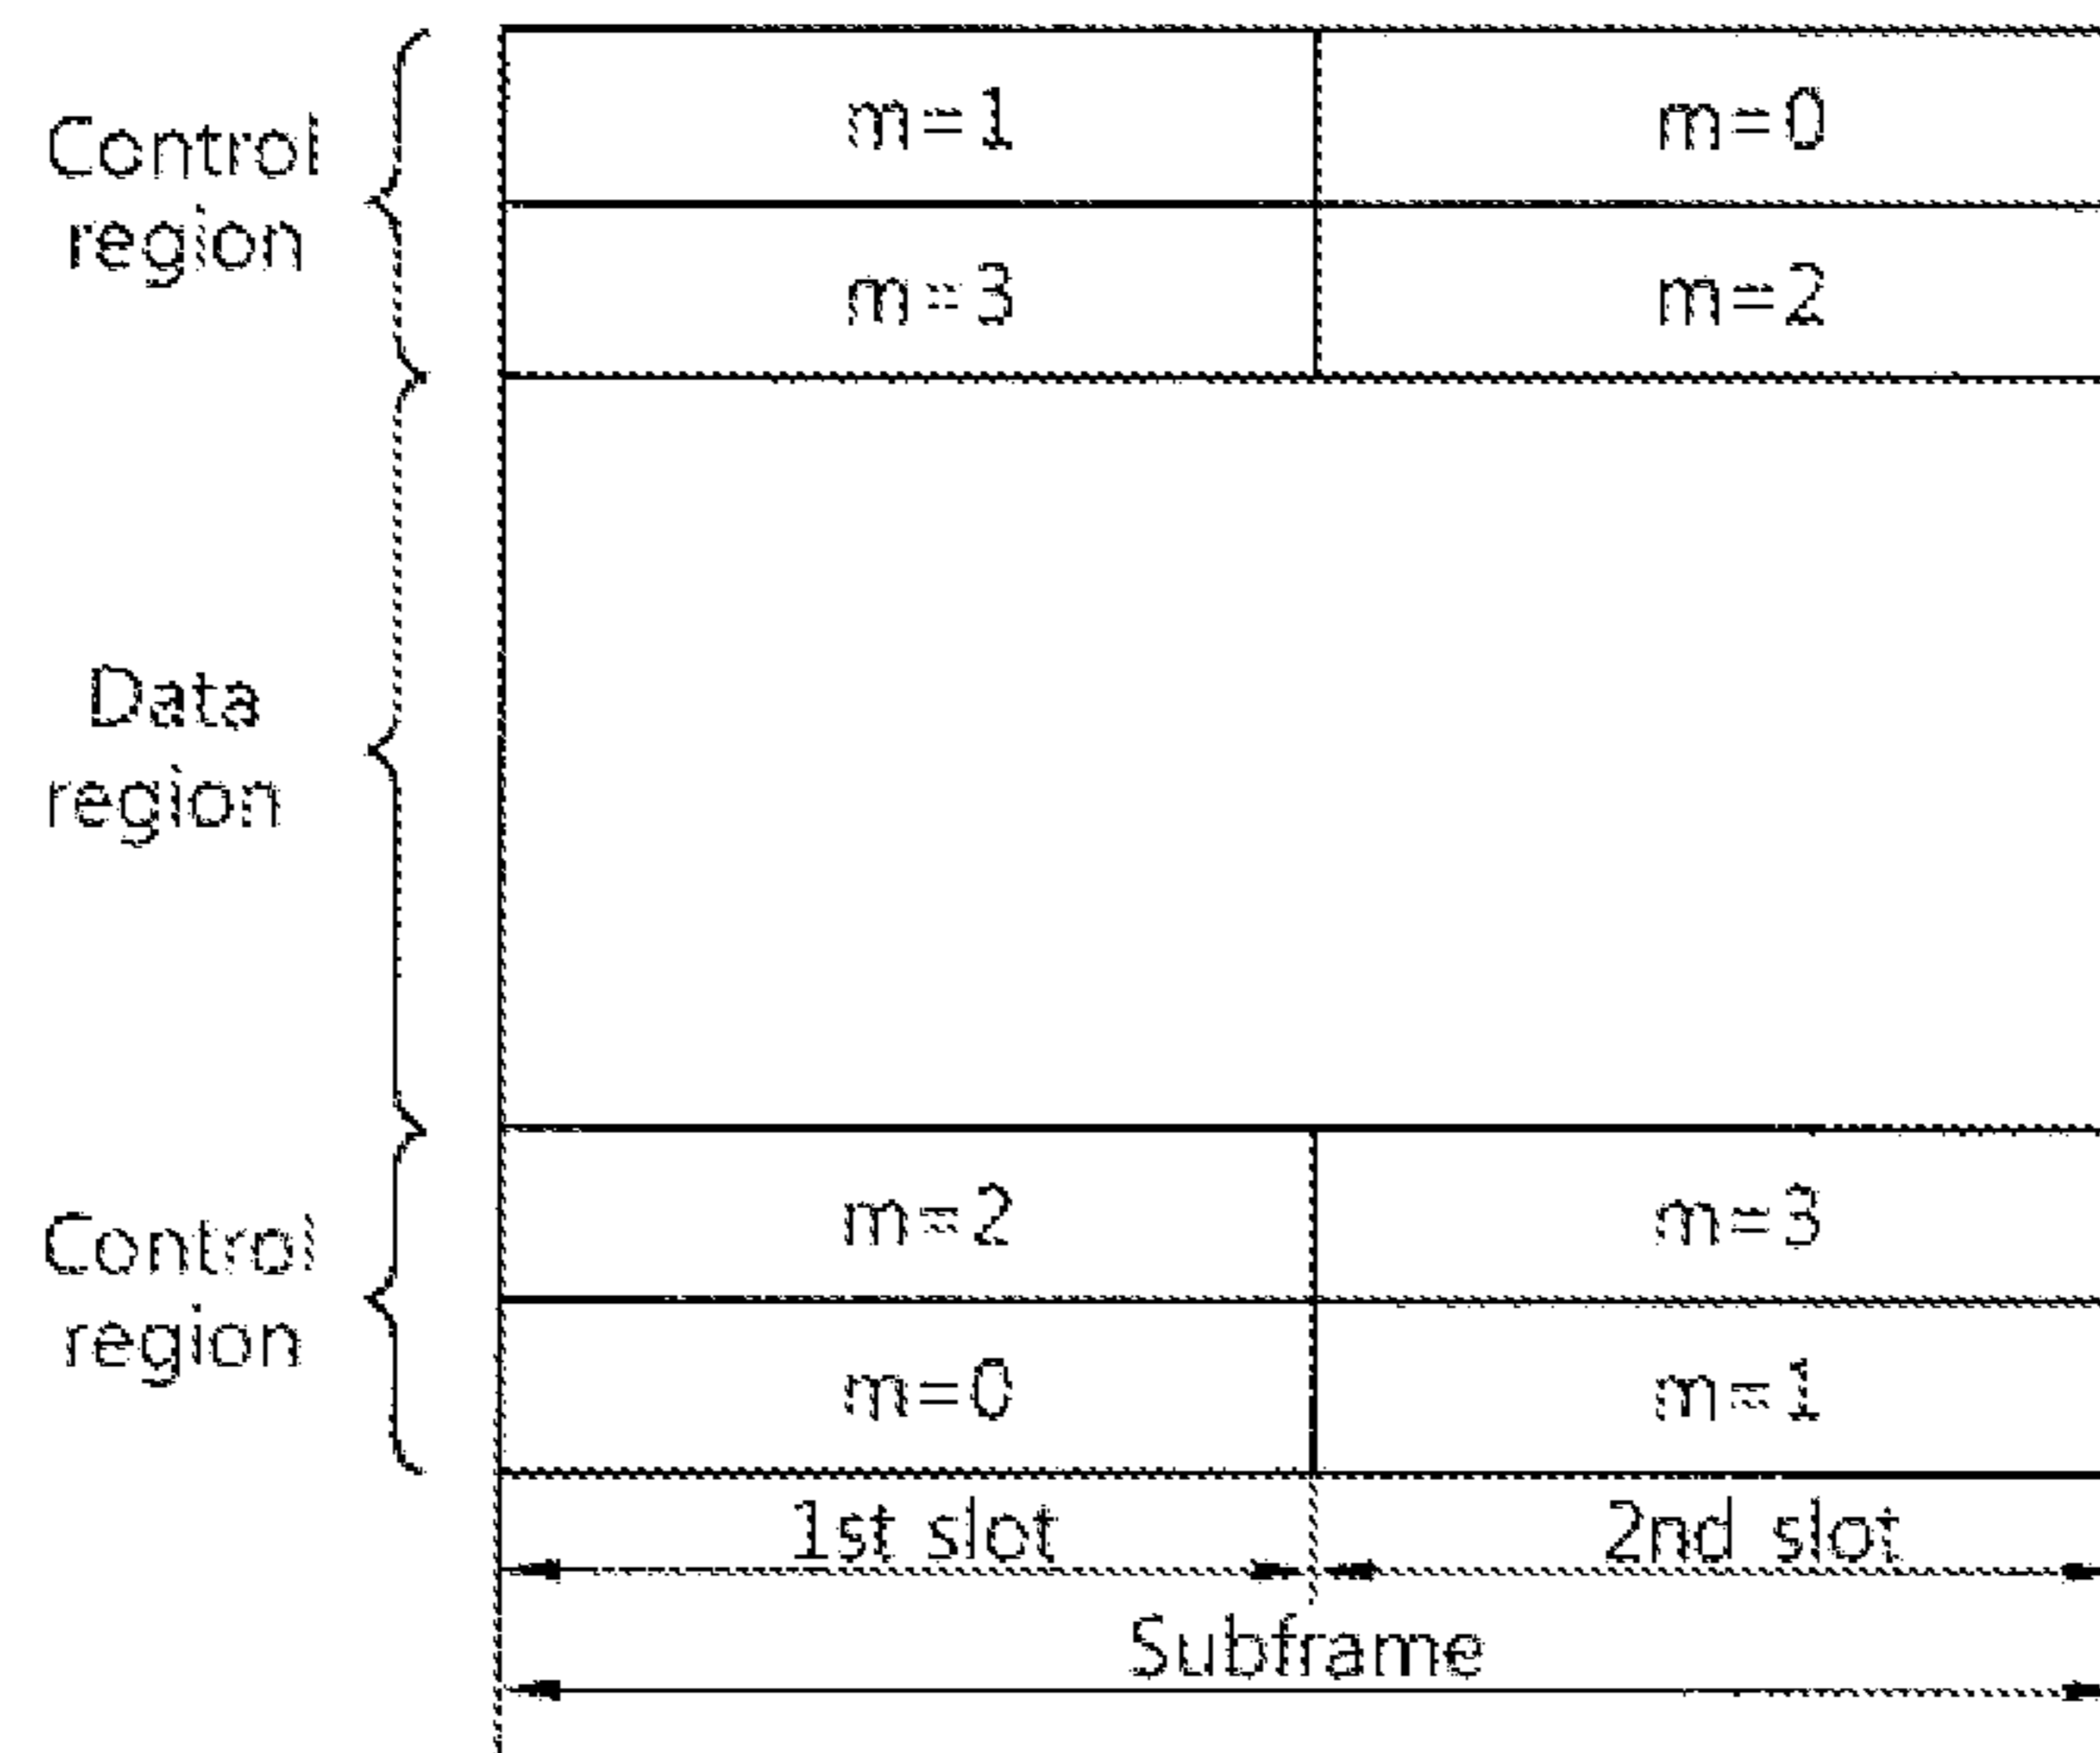 Control
region
m=1
m=0
m=3
m=2
Data
region
Control
region
m=2
m=3
m=0
m=1
1st slot
2nd slot
Subframe